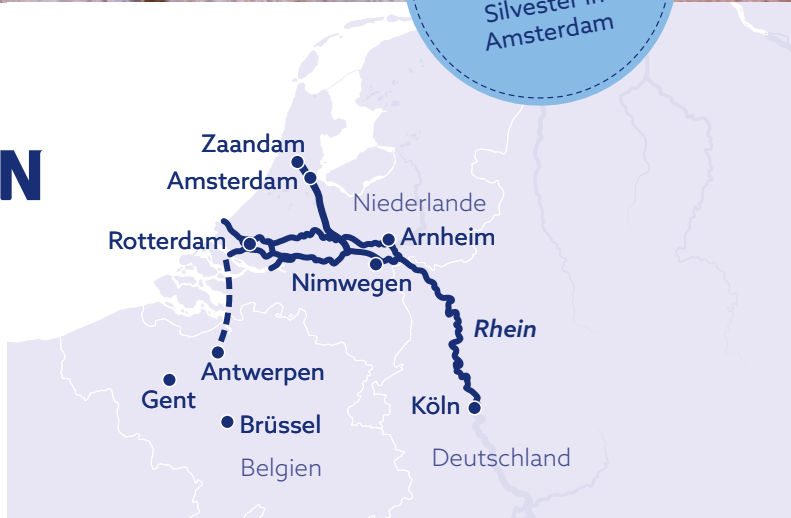 Silvester in
Amsterdam
N
Zaandam
Amsterdam
Niederlande
Rotterdam
Arnheim
Nimwegen
Rhein
Antwerpen
Gent
Köln
Brüssel
Deutschland
Belgien